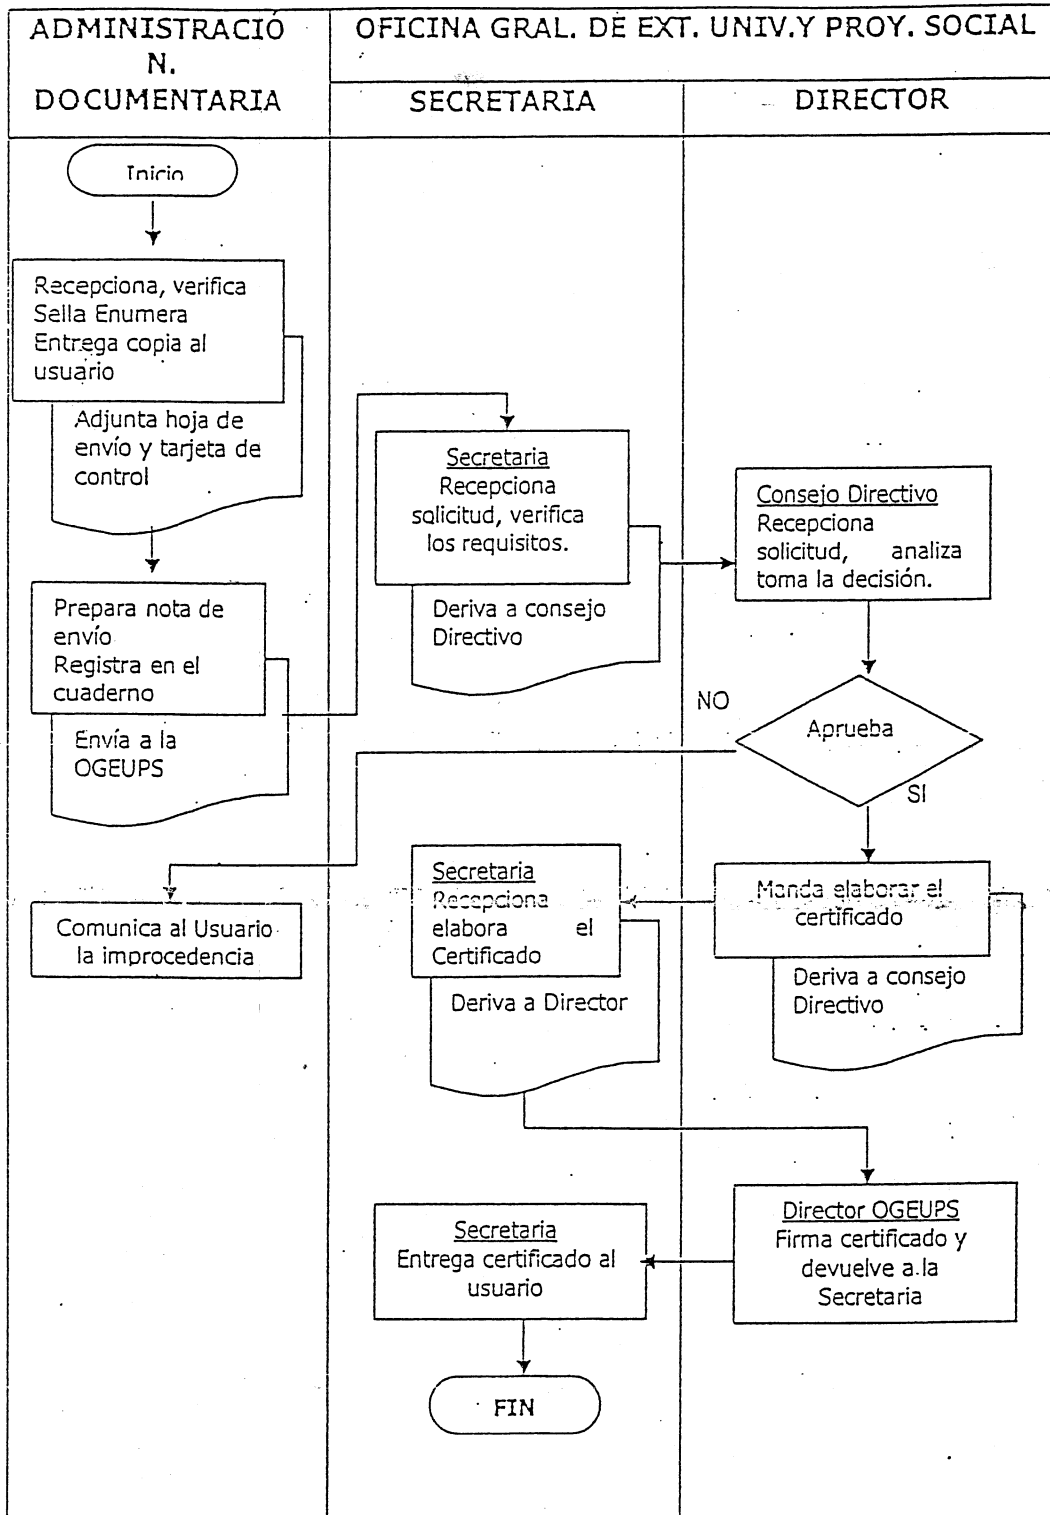 ADMINISTRACIÓ
N.
DOCUMENTARIA
OFICINA GRAL. DE EXT. UNIV.Y PROY. SOCIAL
SECRETARIA
DIRECTOR
Inicio
Recepciona, verifica
Sella Enumera
Entrega copia al
usuario
Adjunta hoja de
envío y tarjeta de
control
Prepara nota de
envío
Registra en el
cuaderno
Envía a la
OGEUPS
Secretaria
Recepciona
solicitud, verifica
los requisitos.
Deriva a consejo
Directivo
Consejo Directivo
Recepciona
solicitud, analiza
toma la decisión.
NO
Aprueba
SI
Comunica al Usuario
la improcedencia
Secretaria
Recepciona
elabora el
Certificado
Deriva a Director
Manda elaborar el
certificado
Deriva a consejo
Directivo
Director OGEUPS
Firma certificado y
devuelve a la
Secretaria
Secretaria
Entrega certificado al
usuario
FIN